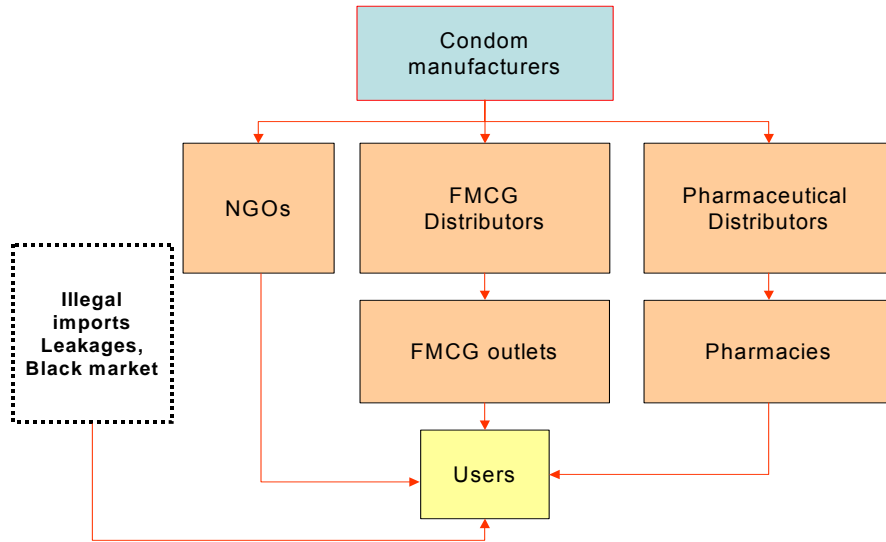 Condom
manufacturers
NGOs
FMCG
Distributors
Pharmaceutical
Distributors
Illegal
imports
Leakages,
Black market
FMCG outlets
Pharmacies
Users